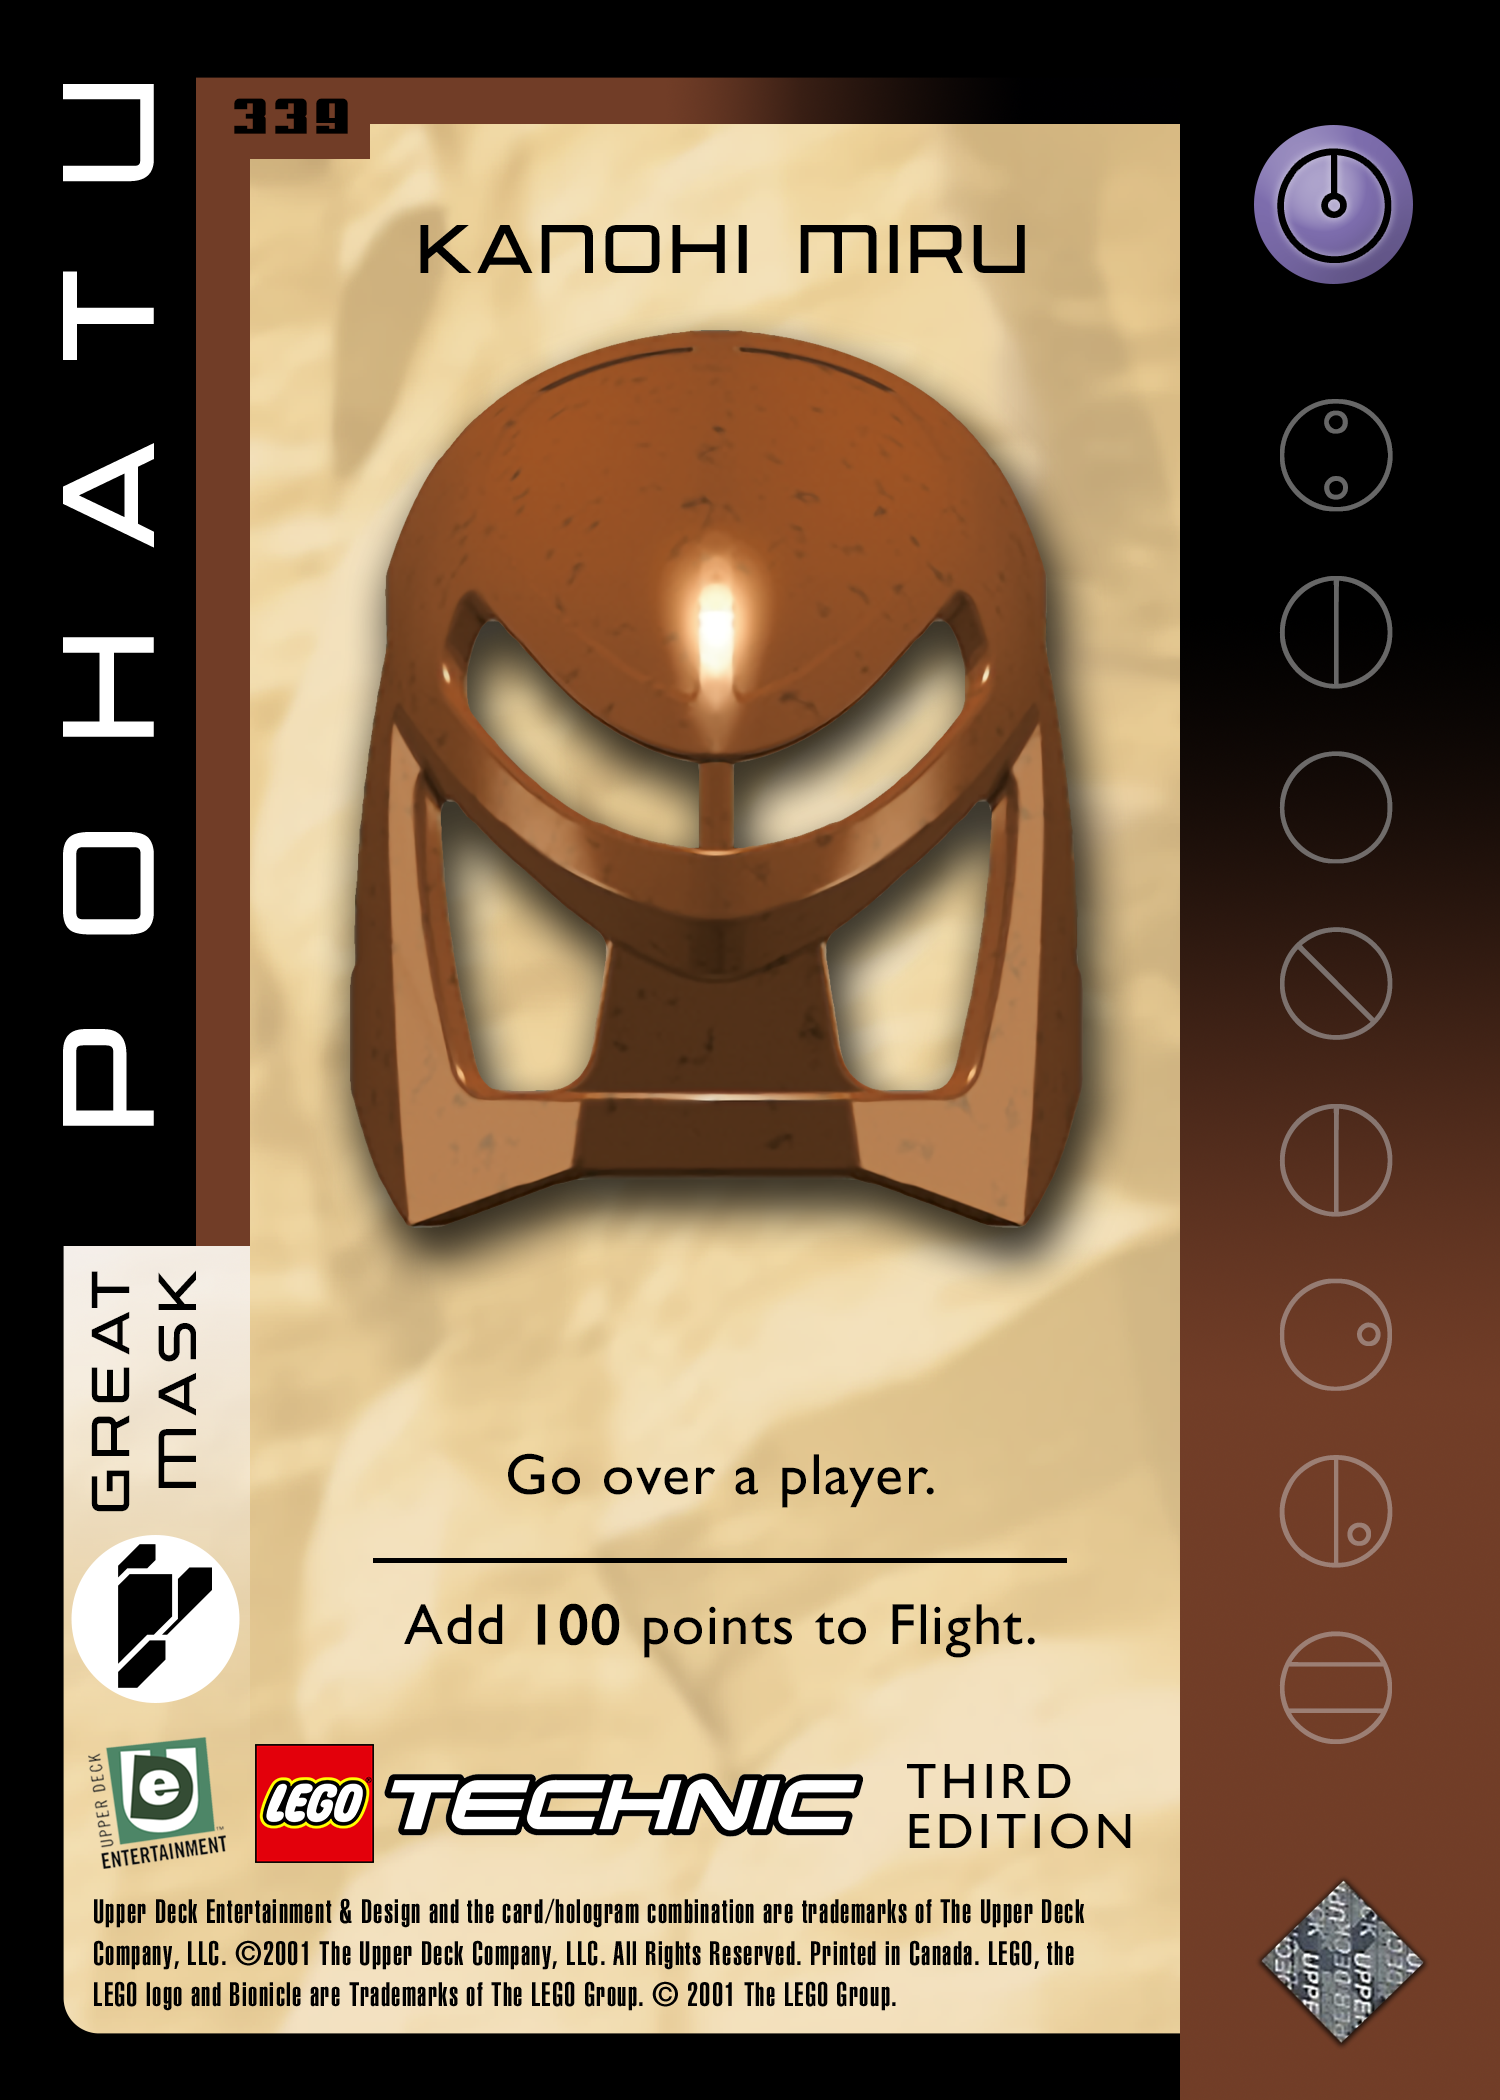 339
POHATU
KANOHI MIRU
GREAT
MASK
Go over a player.
Add 100 points to Flight.
UPPER DECK
e
ENTERTAINMENT
™
LEGO
TECHNIC
THIRD
EDITION
Upper Deck Entertainment & Design and the card/hologram combination are trademarks of The Upper Deck
Company, LLC. ©2001 The Upper Deck Company, LLC. All Rights Reserved. Printed in Canada. LEGO, the
LEGO logo and Bionicle are Trademarks of The LEGO Group. © 2001 The LEGO Group.